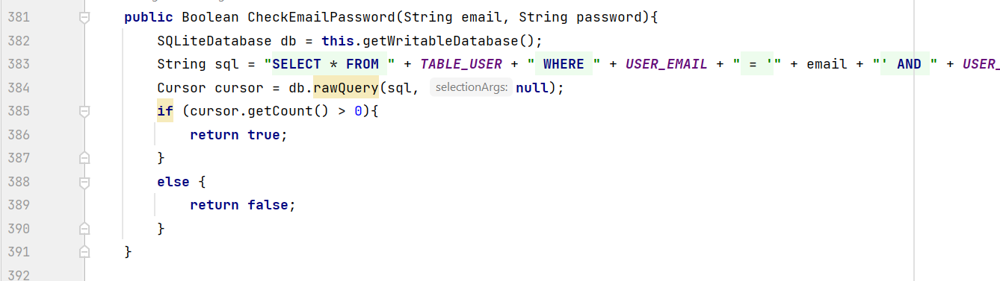 381 public Boolean CheckEmailPassword(String email, String password){
382 SQLiteDatabase db = this.getWritableDatabase();
383 String sql = "SELECT * FROM " + TABLE_USER + " WHERE " + USER_EMAIL + " = '" + email + "' AND " + USER_
384 Cursor cursor = db.rawQuery(sql, selectionArgs: null);
385 if (cursor.getCount() > 0){
386 return true;
387 }
388 else {
389 return false;
390 }
391 }
392